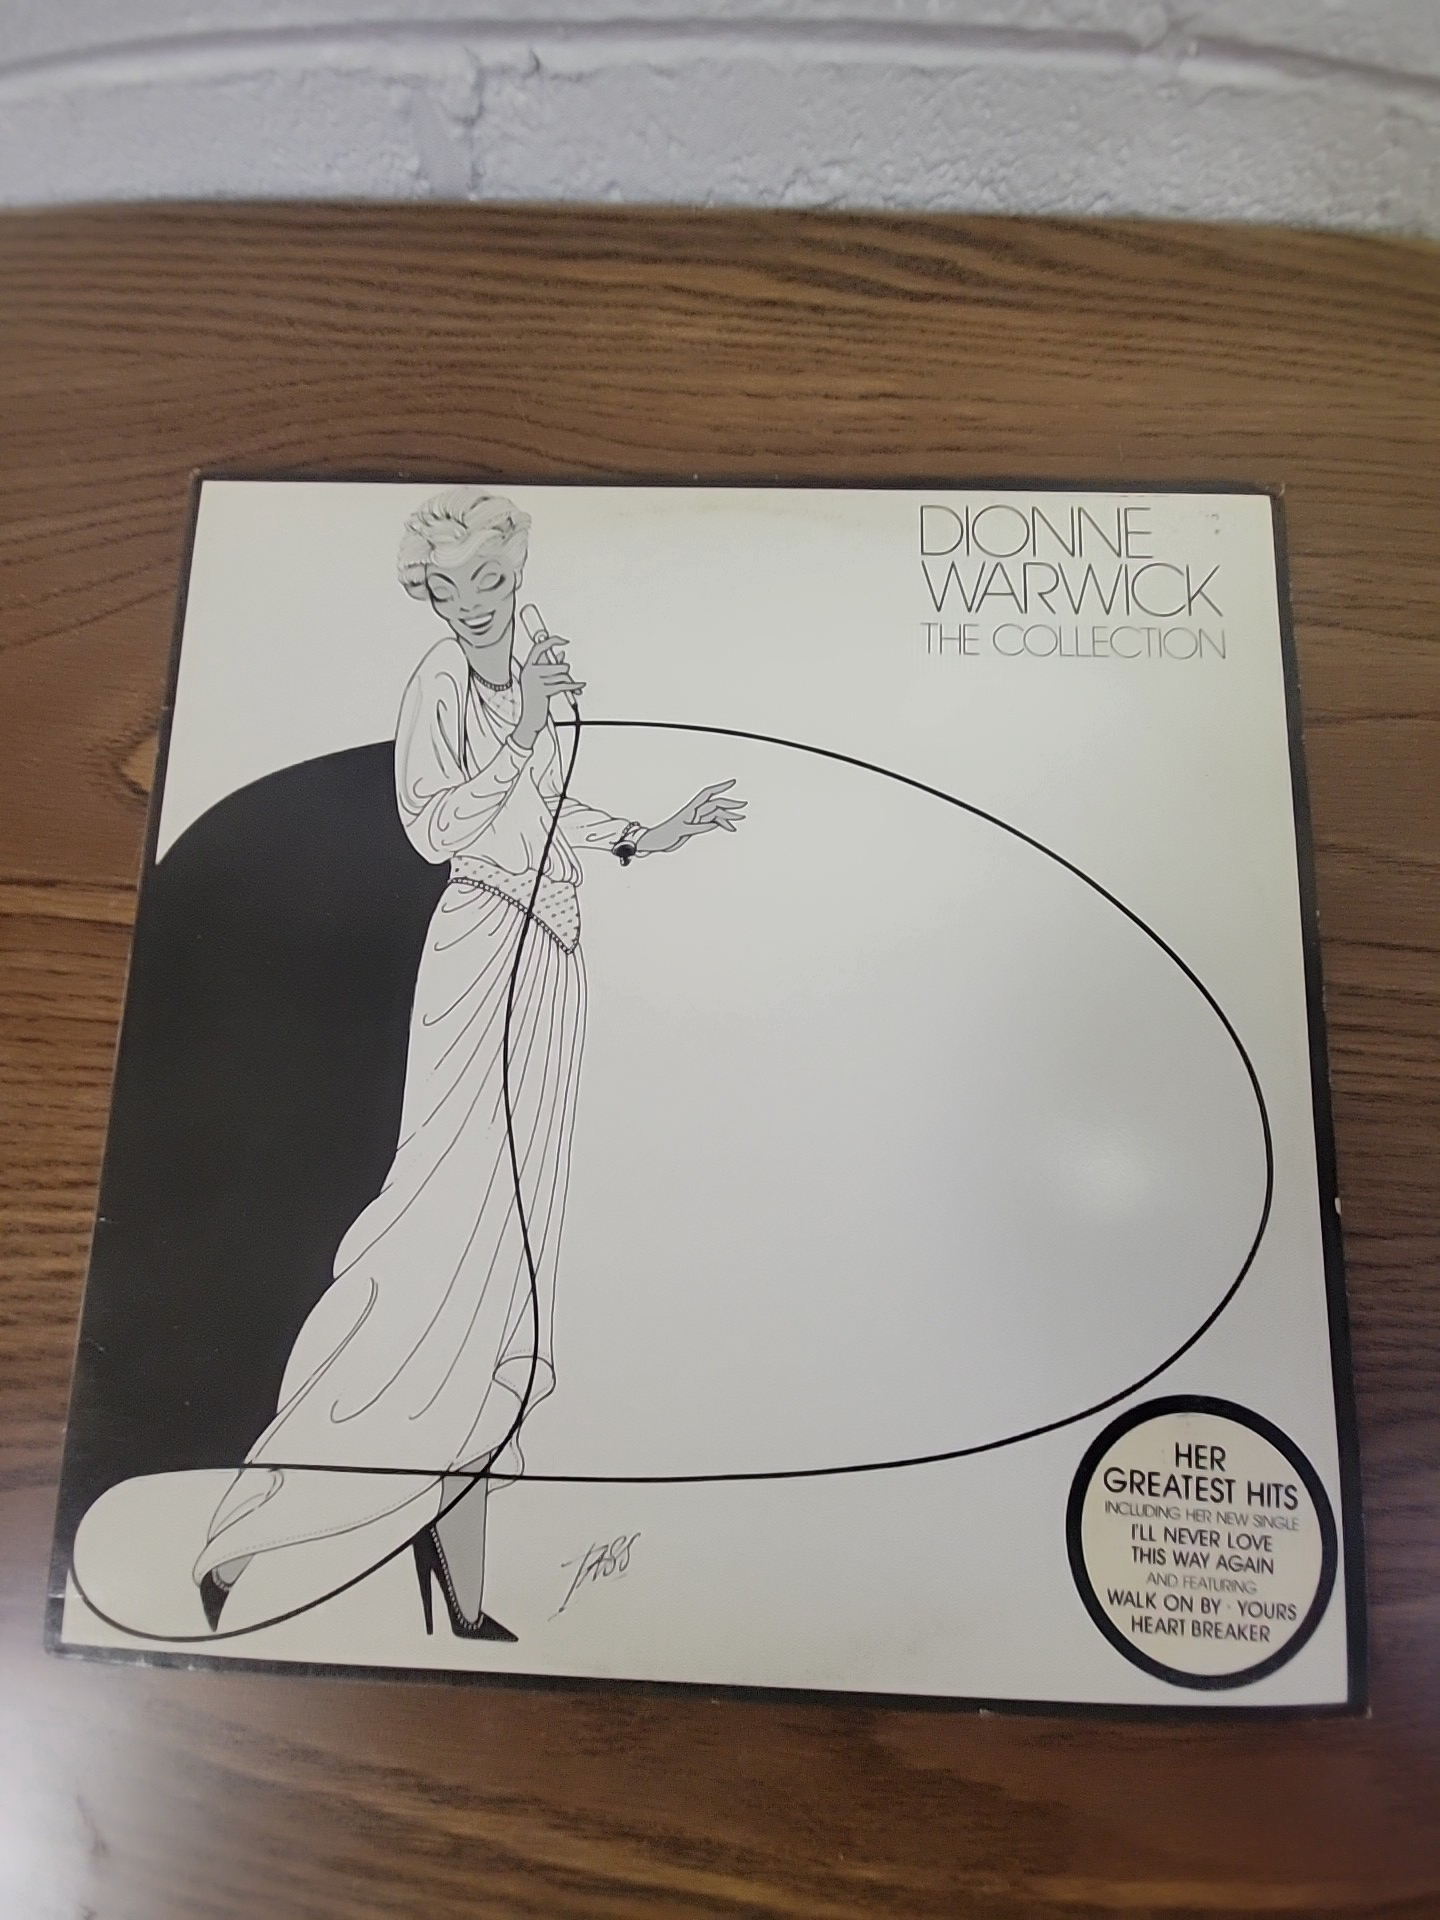 DIONNE
WARWICK
THE COLLECTION
TASS
HER
GREATEST HITS
INCLUDING HER NEW SINGLE
I'LL NEVER LOVE
THIS WAY AGAIN
AND FEATURING
WALK ON BY · YOURS
HEART BREAKER